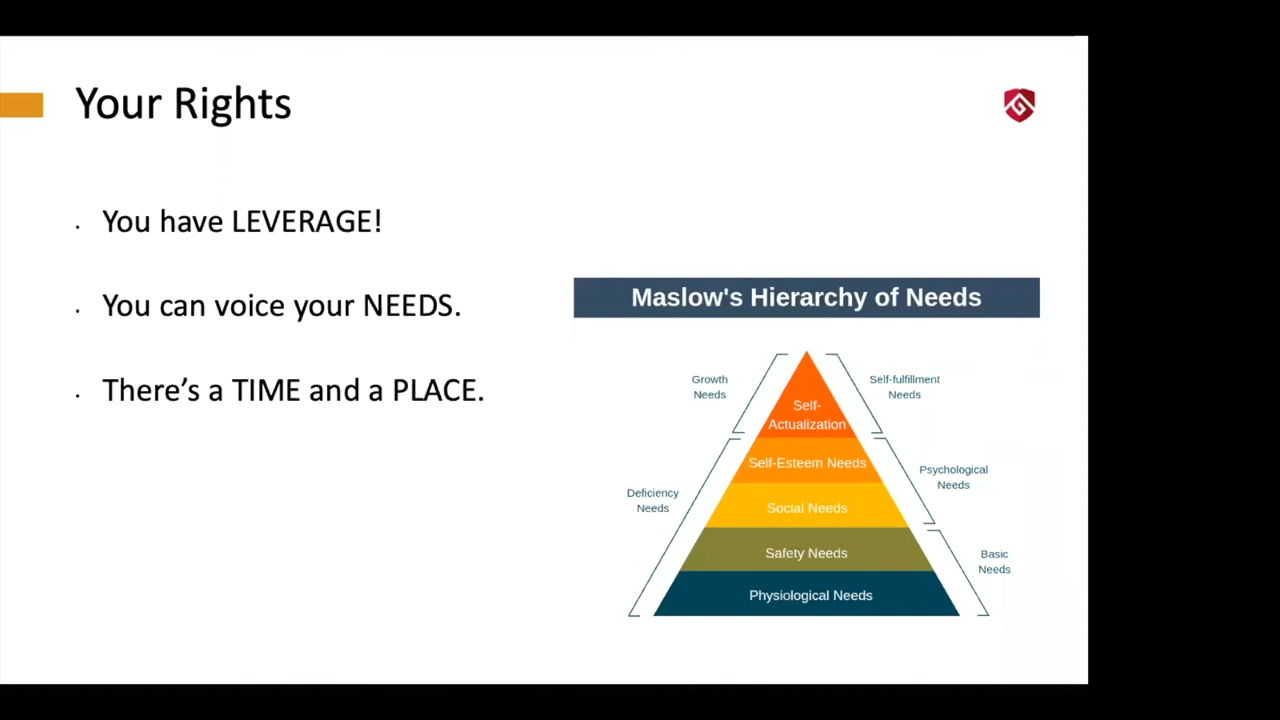 Your Rights
· You have LEVERAGE!
· You can voice your NEEDS.
· There’s a TIME and a PLACE.
Maslow's Hierarchy of Needs
Growth
Needs
Self-fulfillment
Needs
Self-
Actualization
Self-Esteem Needs
Psychological
Needs
Deficiency
Needs
Social Needs
Safety Needs
Basic
Needs
Physiological Needs